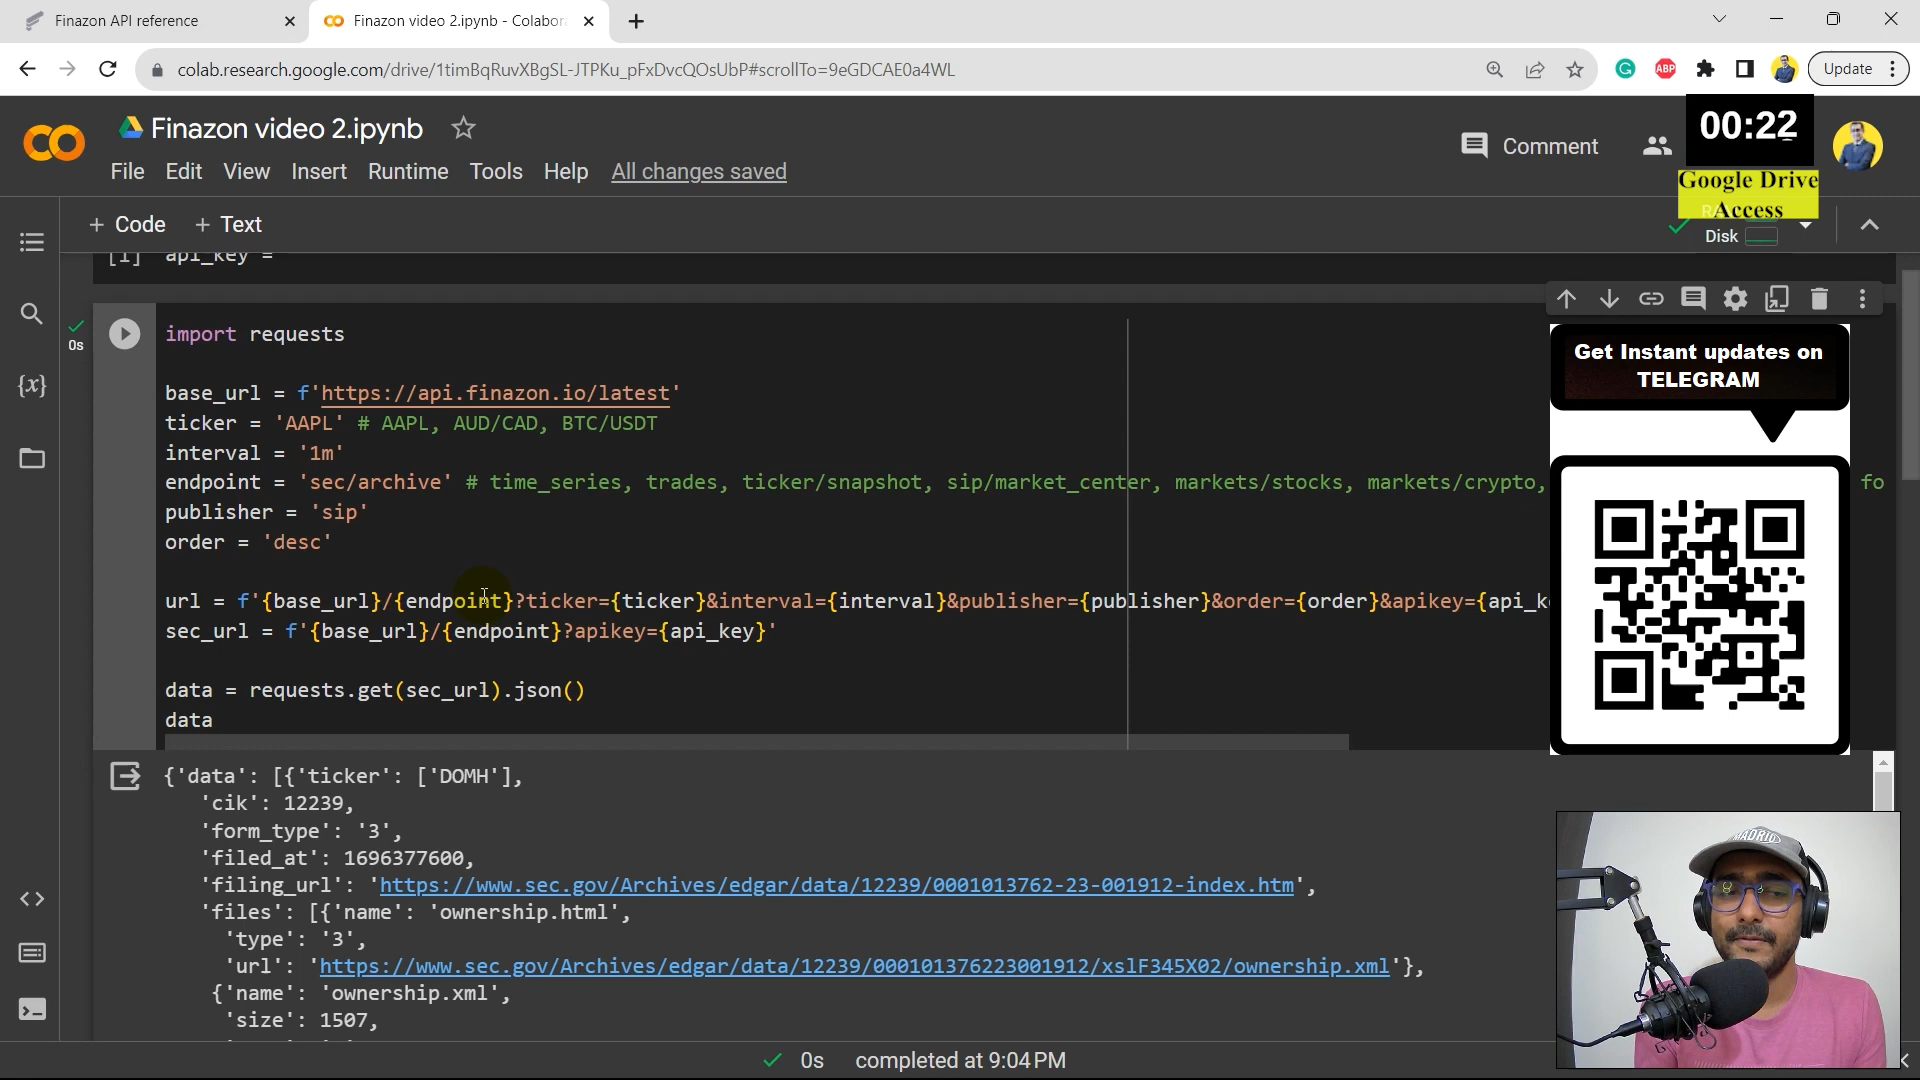 Finazon API reference
Finazon video 2.ipynb - Colabor
colab.research.google.com/drive/1timBqRuvXBgSL-JTPKu_pFxDvcQOsUbP#scrollTo=9eGDCAE0a4WL
ABP
Update
Finazon video 2.ipynb
00:22
Comment
File Edit View Insert Runtime Tools Help All changes saved
Google Drive
Access
+ Code + Text
Disk
[1] api_key =
0s
import requests
base_url = f'https://api.finazon.io/latest'
ticker = 'AAPL' # AAPL, AUD/CAD, BTC/USDT
interval = '1m'
endpoint = 'sec/archive' # time_series, trades, ticker/snapshot, sip/market_center, markets/stocks, markets/crypto, fo
publisher = 'sip'
order = 'desc'
url = f'{base_url}/{endpoint}?ticker={ticker}&interval={interval}&publisher={publisher}&order={order}&apikey={api_k
sec_url = f'{base_url}/{endpoint}?apikey={api_key}'
data = requests.get(sec_url).json()
data
Get Instant updates on
TELEGRAM
{'data': [{'ticker': ['DOMH'],
'cik': 12239,
'form_type': '3',
'filed_at': 1696377600,
'filing_url': 'https://www.sec.gov/Archives/edgar/data/12239/0001013762-23-001912-index.htm',
'files': [{'name': 'ownership.html',
'type': '3',
'url': 'https://www.sec.gov/Archives/edgar/data/12239/000101376223001912/xslF345X02/ownership.xml'},
{'name': 'ownership.xml',
'size': 1507,
0s completed at 9:04 PM